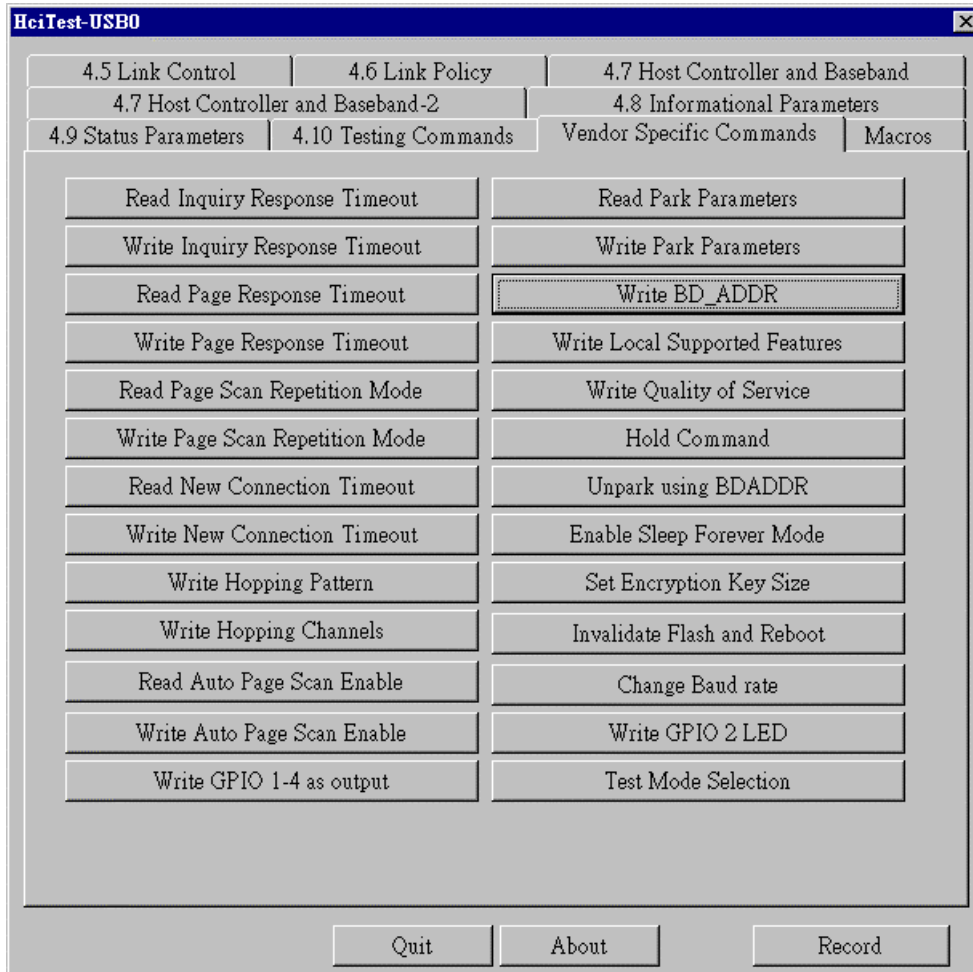 HciTest-USB0
4.5 Link Control
4.6 Link Policy
4.7 Host Controller and Baseband
4.7 Host Controller and Baseband-2
4.8 Informational Parameters
4.9 Status Parameters
4.10 Testing Commands
Vendor Specific Commands
Macros
Read Inquiry Response Timeout
Write Inquiry Response Timeout
Read Page Response Timeout
Write Page Response Timeout
Read Page Scan Repetition Mode
Write Page Scan Repetition Mode
Read New Connection Timeout
Write New Connection Timeout
Write Hopping Pattern
Write Hopping Channels
Read Auto Page Scan Enable
Write Auto Page Scan Enable
Write GPIO 1-4 as output
Read Park Parameters
Write Park Parameters
Write BD_ADDR
Write Local Supported Features
Write Quality of Service
Hold Command
Unpark using BDADDR
Enable Sleep Forever Mode
Set Encryption Key Size
Invalidate Flash and Reboot
Change Baud rate
Write GPIO 2 LED
Test Mode Selection
Quit
About
Record